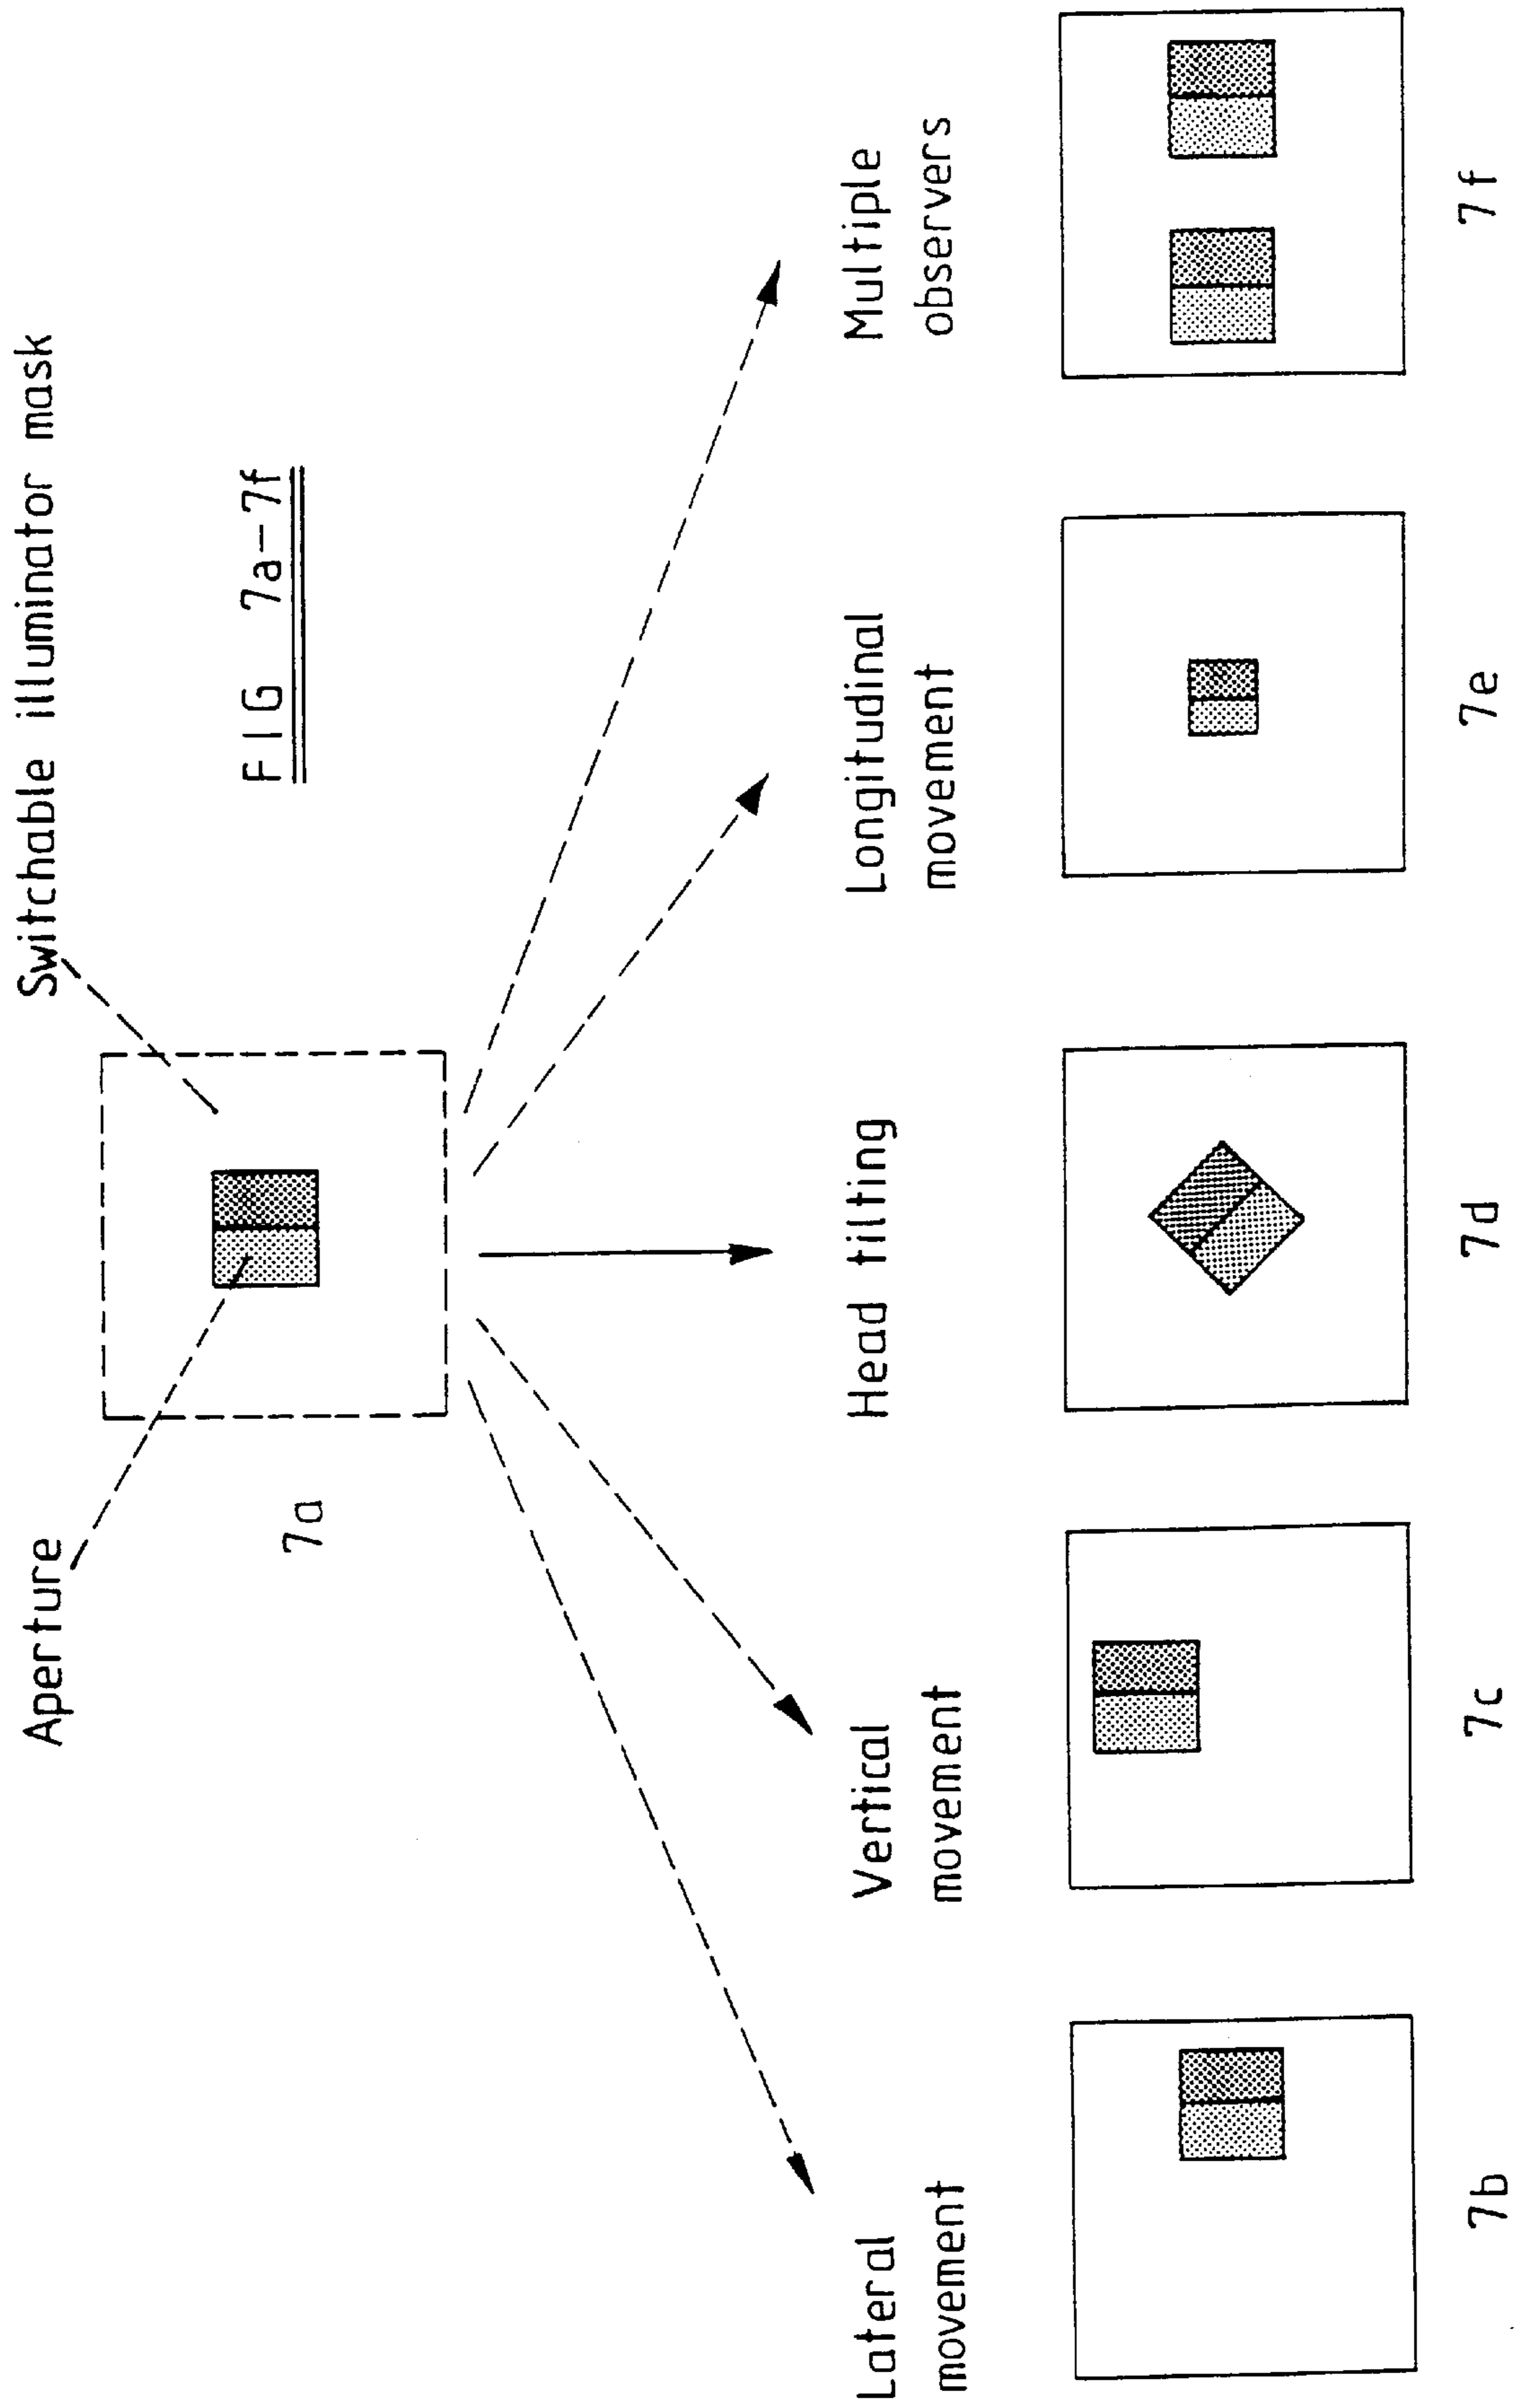 Switchable illuminator mask
Aperture
FIG 7a-7f
7a
Lateral
movement
Vertical
movement
Head tilting
Longitudinal
movement
Multiple
observers
7b
7c
7d
7e
7f